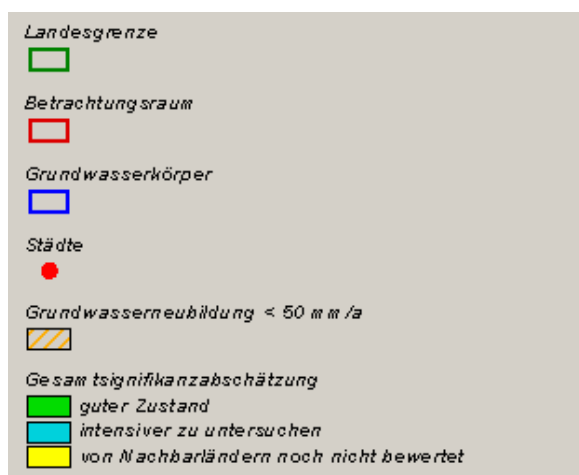 Landesgrenze
Betrachtungsraum
Grundwasserkörper
Städte
Grundwasserneubildung < 50 mm/a
Gesamtsignifikanzabschätzung
guter Zustand
intensiver zu untersuchen
von Nachbarländern noch nicht bewertet